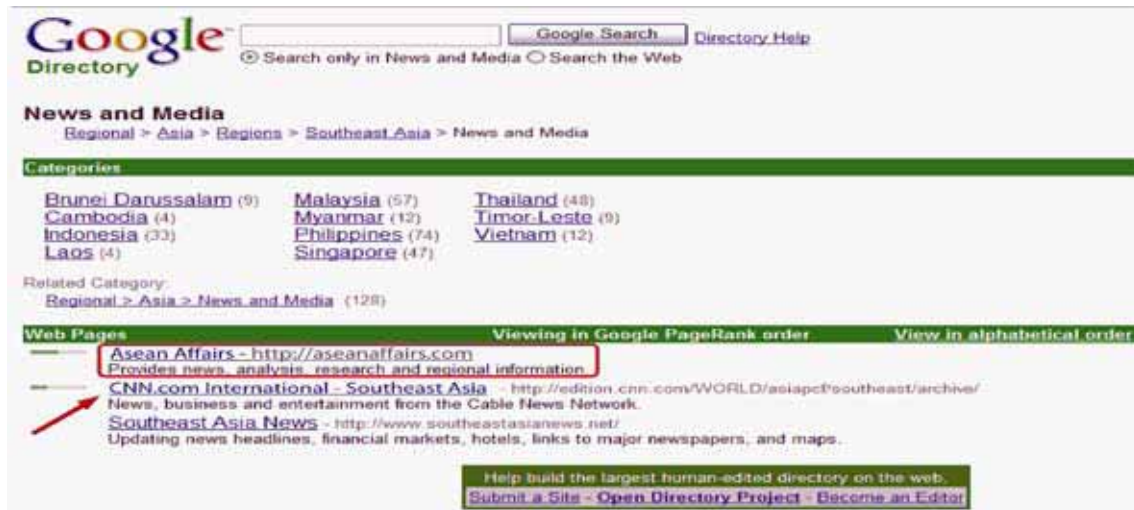 Google Google Search Directory Help
Directory Search only in News and Media Search the Web
News and Media
Regional > Asia > Regions > Southeast Asia > News and Media
Categories
Brunei Darussalam (9) Malaysia (57) Thailand (48)
Cambodia (4) Myanmar (12) Timor-Leste (9)
Indonesia (33) Philippines (74) Vietnam (12)
Laos (4) Singapore (47)
Related Category:
Regional > Asia > News and Media (128)
Web Pages Viewing in Google PageRank order View in alphabetical order
Asean Affairs - http://aseanaffairs.com
Provides news, analysis, research and regional information
CNN.com International - Southeast Asia - http://edition.cnn.com/WORLD/asiapcf/southeast/archive/
News, business and entertainment from the Cable News Network.
Southeast Asia News - http://www.southeastasianews.net/
Updating news headlines, financial markets, hotels, links to major newspapers, and maps.
Help build the largest human-edited directory on the web.
Submit a Site - Open Directory Project - Become an Editor